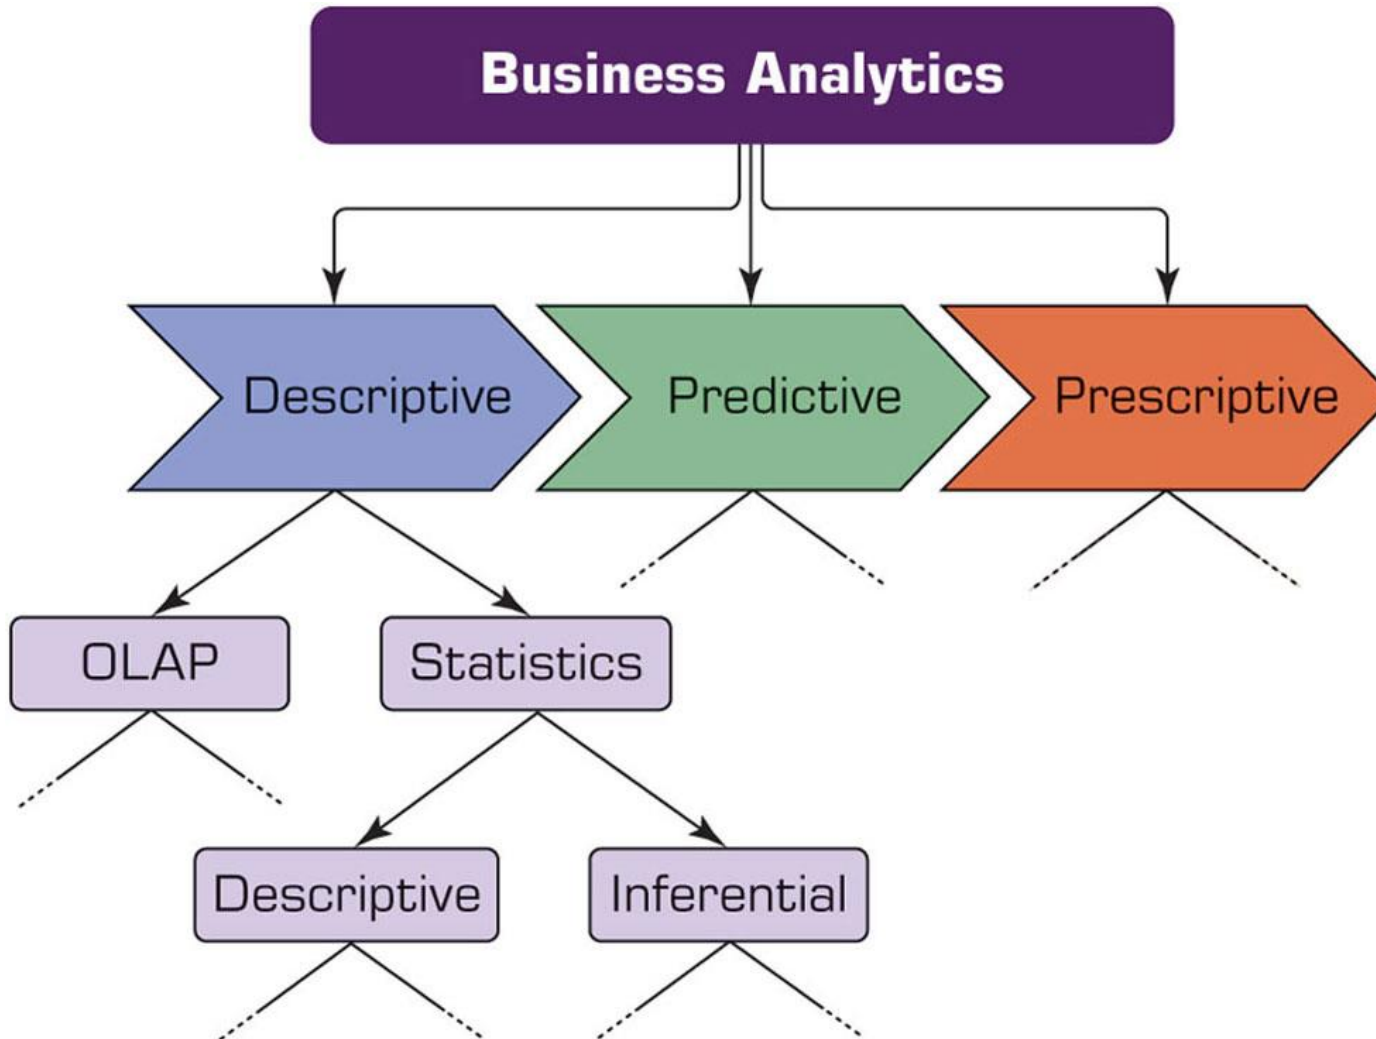 Business Analytics
Descriptive
Predictive
Prescriptive
OLAP
Statistics
Descriptive
Inferential